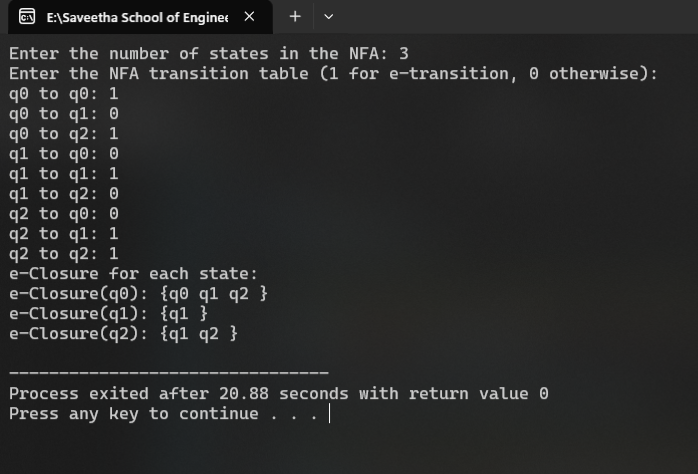 E:\Saveetha School of Enginee
Enter the number of states in the NFA: 3
Enter the NFA transition table (1 for e-transition, 0 otherwise):
q0 to q0: 1
q0 to q1: 0
q0 to q2: 1
q1 to q0: 0
q1 to q1: 1
q1 to q2: 0
q2 to q0: 0
q2 to q1: 1
q2 to q2: 1
e-Closure for each state:
e-Closure(q0): {q0 q1 q2 }
e-Closure(q1): {q1 }
e-Closure(q2): {q1 q2 }
--------------------------------
Process exited after 20.88 seconds with return value 0
Press any key to continue . . .